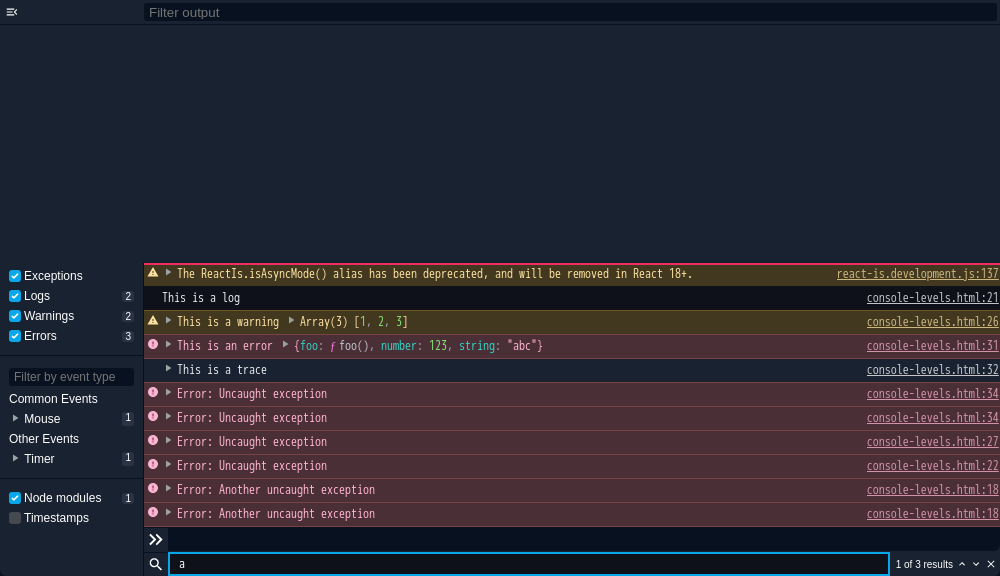 Filter output
Exceptions
Logs 2
Warnings 2
Errors 3
Filter by event type
Common Events
Mouse 1
Other Events
Timer 1
Node modules 1
Timestamps
The ReactIs.isAsyncMode() alias has been deprecated, and will be removed in React 18+. react-is.development.js:137
This is a log console-levels.html:21
This is a warning Array(3) [1, 2, 3] console-levels.html:26
This is an error {foo: ƒ foo(), number: 123, string: "abc"} console-levels.html:31
This is a trace console-levels.html:32
Error: Uncaught exception console-levels.html:34
Error: Uncaught exception console-levels.html:34
Error: Uncaught exception console-levels.html:27
Error: Uncaught exception console-levels.html:22
Error: Another uncaught exception console-levels.html:18
Error: Another uncaught exception console-levels.html:18
a 1 of 3 results